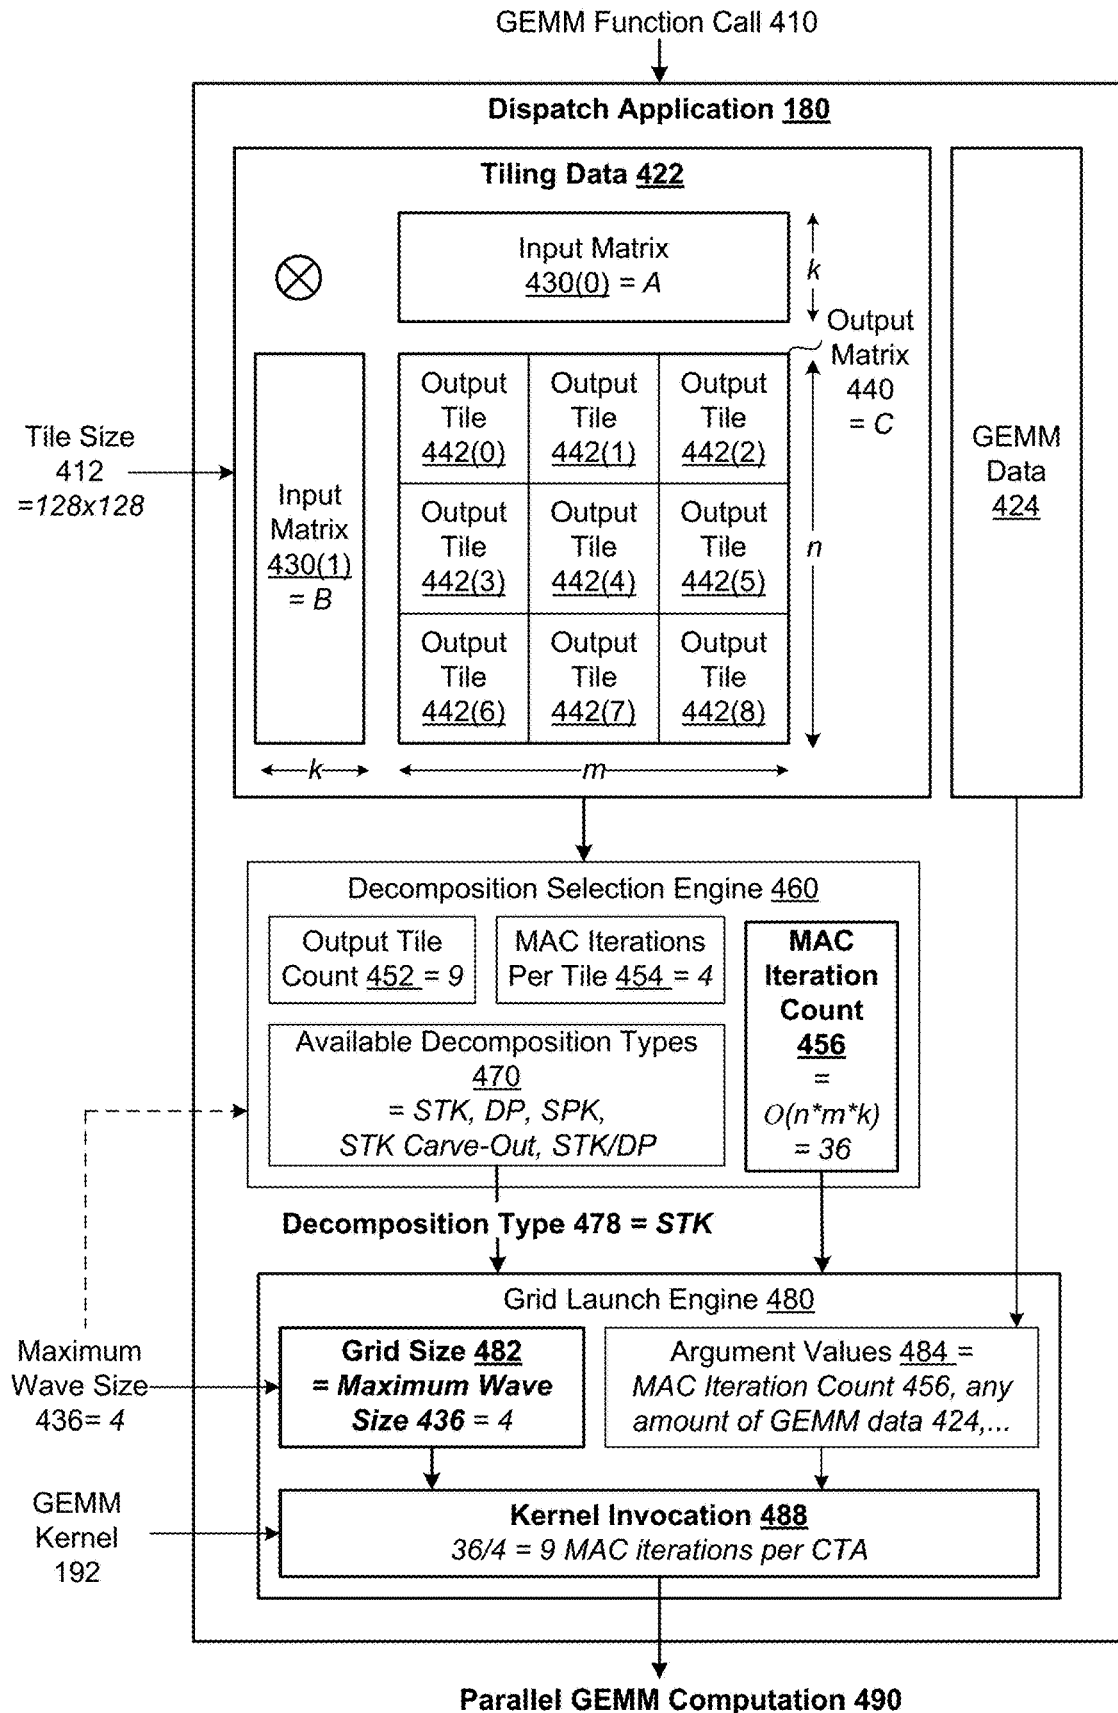 GEMM Function Call 410
Dispatch Application 180
Tiling Data 422
Input Matrix
430(0) = A
k
Output
Matrix
440
= C
Tile Size
412
=128x128
Input
Matrix
430(1)
= B
Output
Tile
442(0)
Output
Tile
442(1)
Output
Tile
442(2)
Output
Tile
442(3)
Output
Tile
442(4)
Output
Tile
442(5)
Output
Tile
442(6)
Output
Tile
442(7)
Output
Tile
442(8)
n
k
m
GEMM
Data
424
Decomposition Selection Engine 460
Output Tile
Count 452 = 9
MAC Iterations
Per Tile 454 = 4
MAC
Iteration
Count
456
=
O(n*m*k)
= 36
Available Decomposition Types
470
= STK, DP, SPK,
STK Carve-Out, STK/DP
Decomposition Type 478 = STK
Grid Launch Engine 480
Maximum
Wave Size
436= 4
Grid Size 482
= Maximum Wave
Size 436 = 4
Argument Values 484 =
MAC Iteration Count 456, any
amount of GEMM data 424,...
GEMM
Kernel
192
Kernel Invocation 488
36/4 = 9 MAC iterations per CTA
Parallel GEMM Computation 490